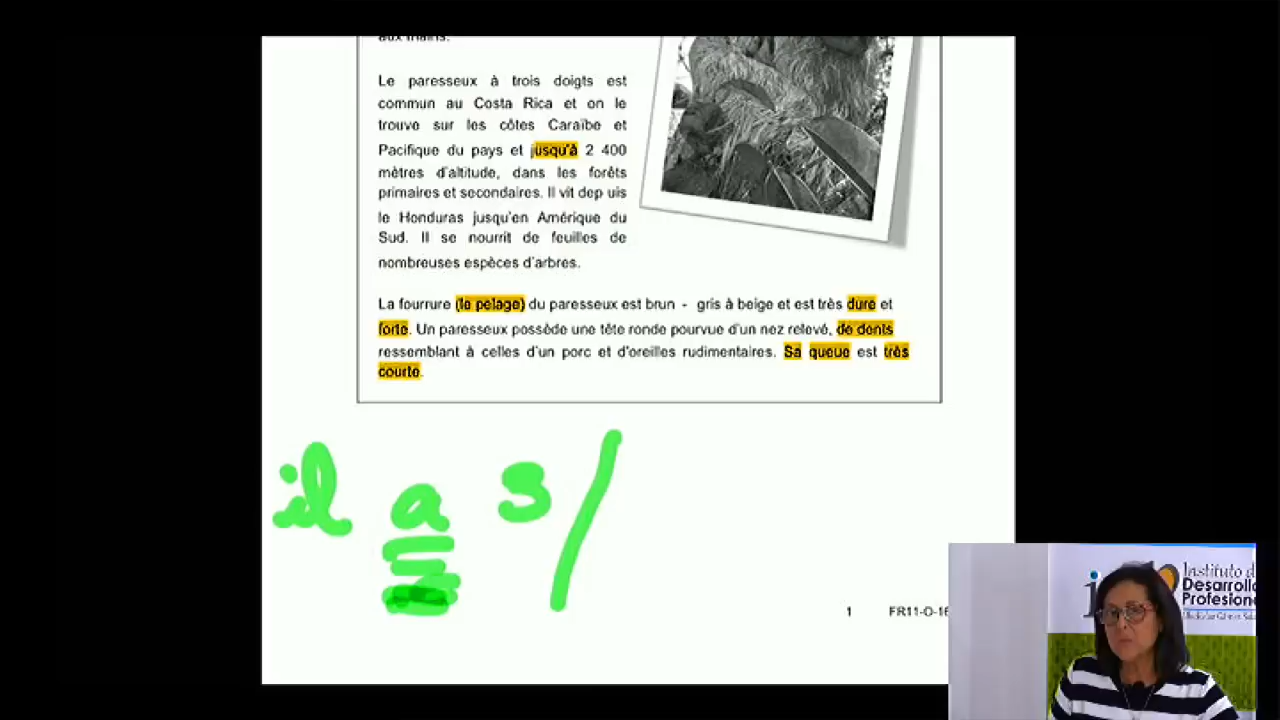 Le paresseux à trois doigts est
commun au Costa Rica et on le
trouve sur les côtes Caraïbe et
Pacifique du pays et jusqu'à 2 400
mètres d'altitude, dans les forêts
primaires et secondaires. Il vit dep uis
le Honduras jusqu'en Amérique du
Sud. Il se nourrit de feuilles de
nombreuses espèces d'arbres.
La fourrure (le pelage) du paresseux est brun - gris à beige et est très dure et
forte. Un paresseux possède une tête ronde pourvue d'un nez relevé, de dents
ressemblant à celles d'un porc et d'oreilles rudimentaires. Sa queue est très
courte.
il a 3 /
1 FR11-O-16
Instituto d
Desarroll
Profesion